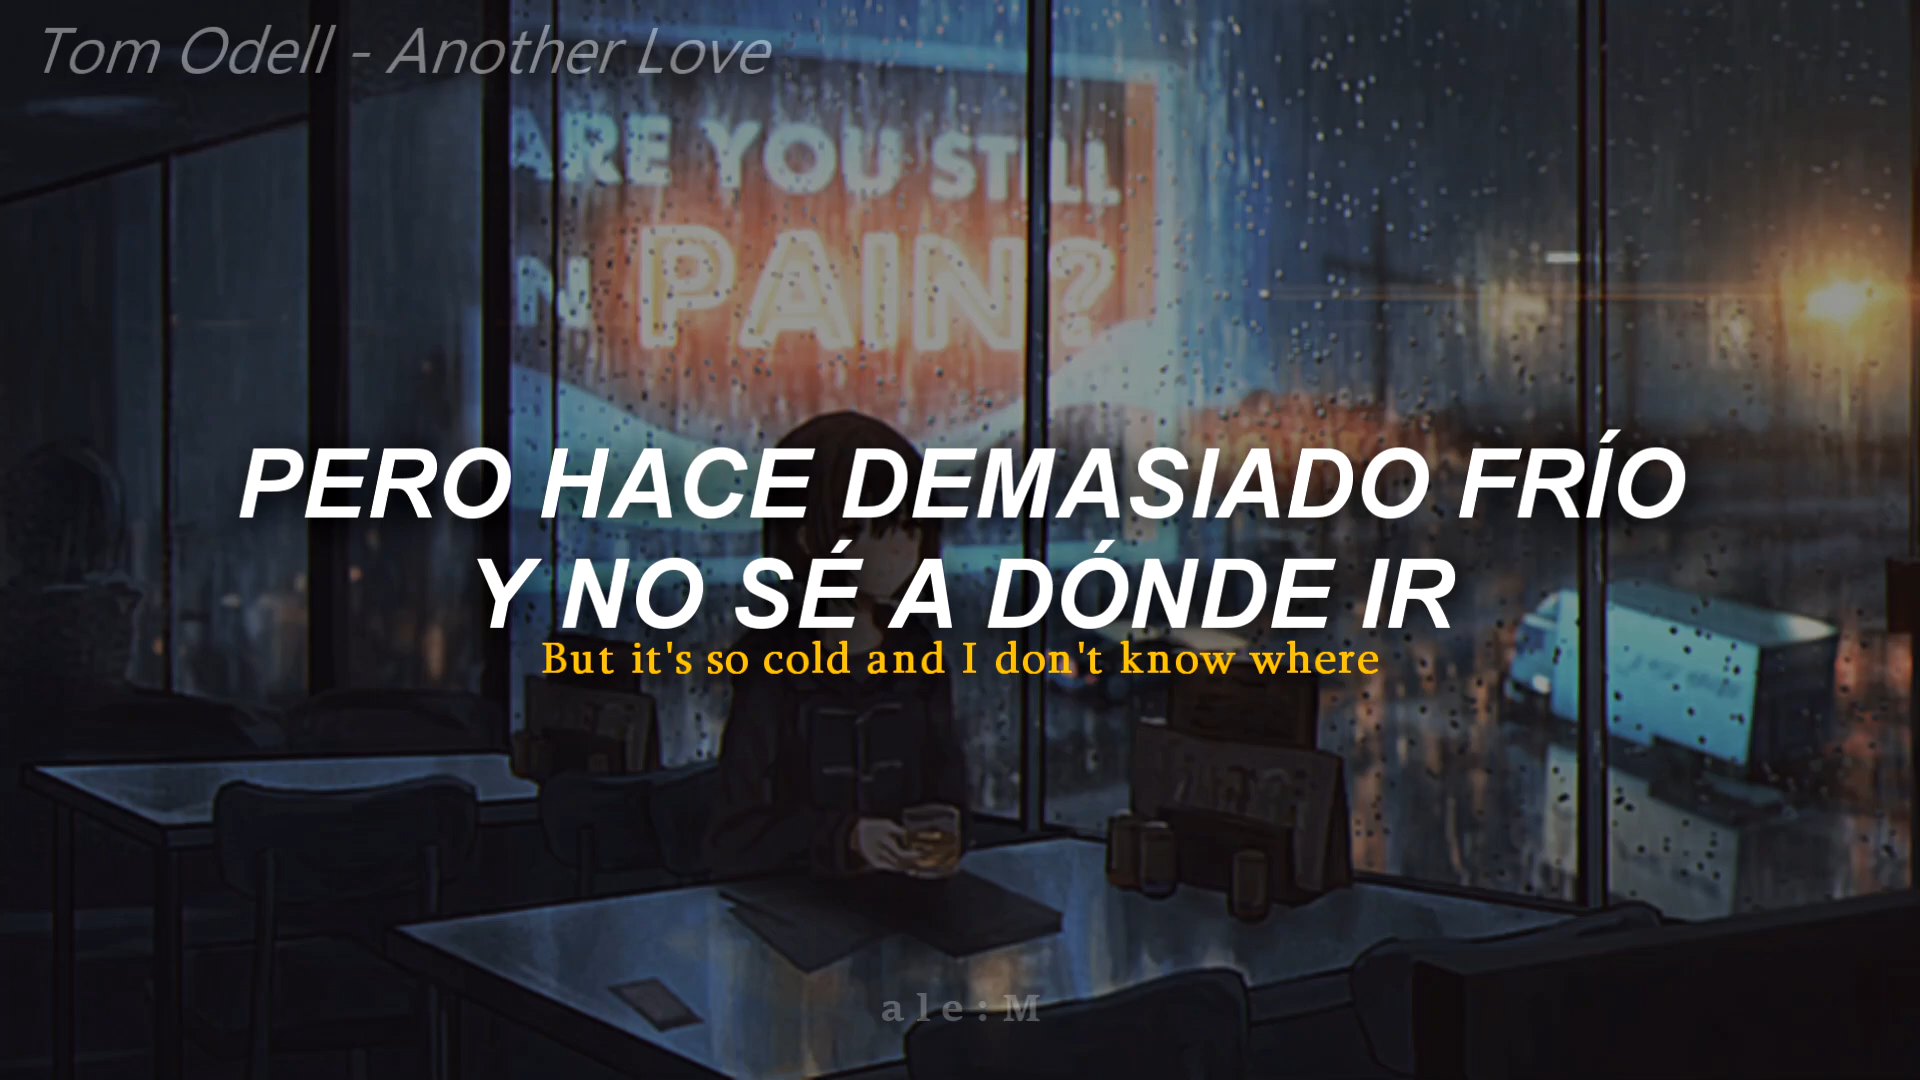 Tom Odell - Another Love
ARE YOU STILL
IN PAIN?
PERO HACE DEMASIADO FRÍO
Y NO SÉ A DÓNDE IR
But it's so cold and I don't know where
ale:M